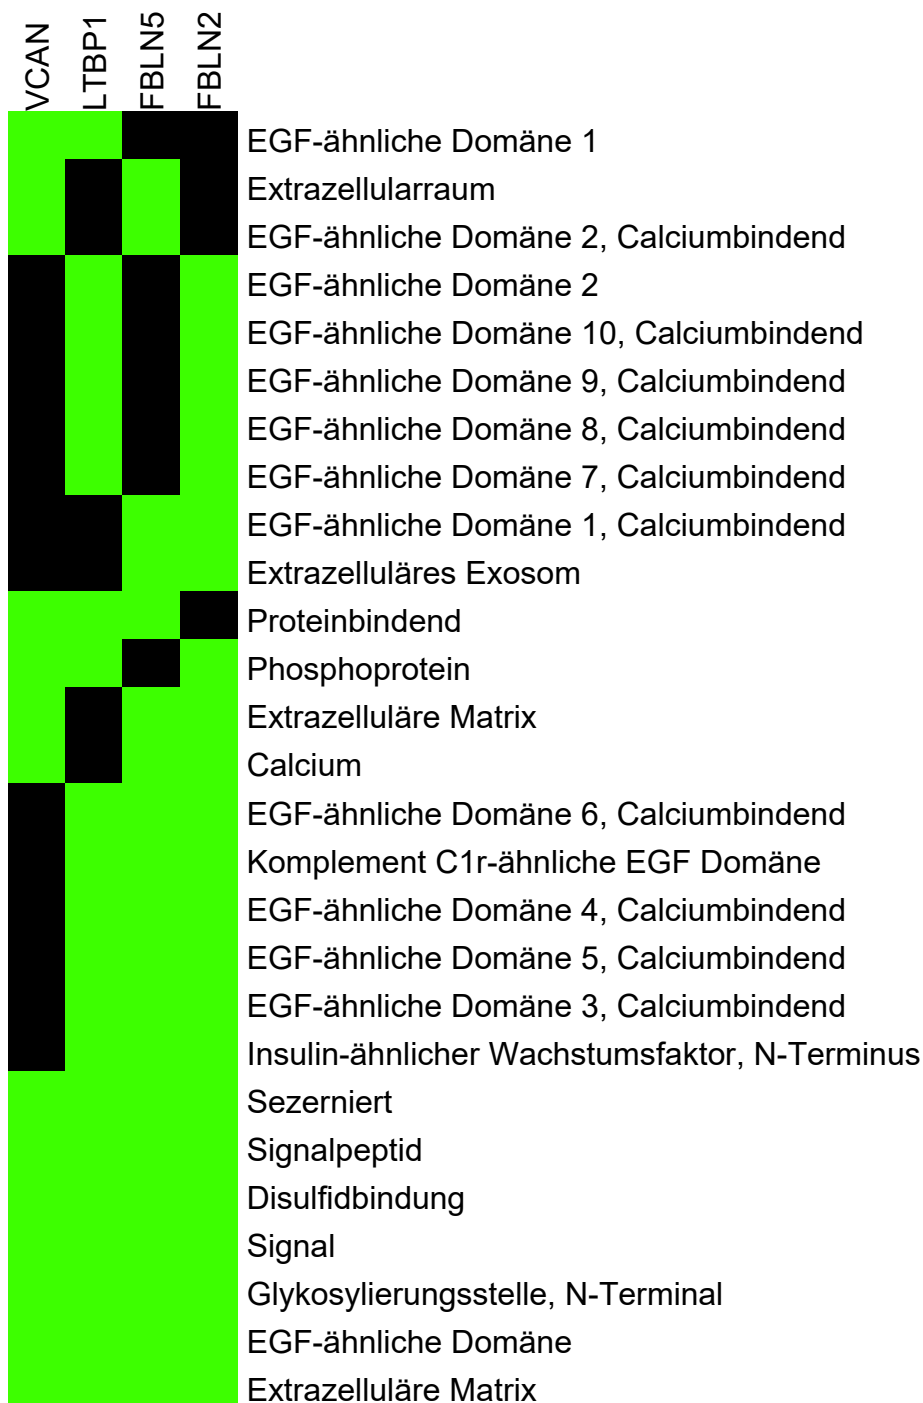 VCAN
LTBP1
FBLN5
FBLN2
EGF-ähnliche Domäne 1
Extrazellularraum
EGF-ähnliche Domäne 2, Calciumbindend
EGF-ähnliche Domäne 2
EGF-ähnliche Domäne 10, Calciumbindend
EGF-ähnliche Domäne 9, Calciumbindend
EGF-ähnliche Domäne 8, Calciumbindend
EGF-ähnliche Domäne 7, Calciumbindend
EGF-ähnliche Domäne 1, Calciumbindend
Extrazelluläres Exosom
Proteinbindend
Phosphoprotein
Extrazelluläre Matrix
Calcium
EGF-ähnliche Domäne 6, Calciumbindend
Komplement C1r-ähnliche EGF Domäne
EGF-ähnliche Domäne 4, Calciumbindend
EGF-ähnliche Domäne 5, Calciumbindend
EGF-ähnliche Domäne 3, Calciumbindend
Insulin-ähnlicher Wachstumsfaktor, N-Terminus
Sezerniert
Signalpeptid
Disulfidbindung
Signal
Glykosylierungsstelle, N-Terminal
EGF-ähnliche Domäne
Extrazelluläre Matrix